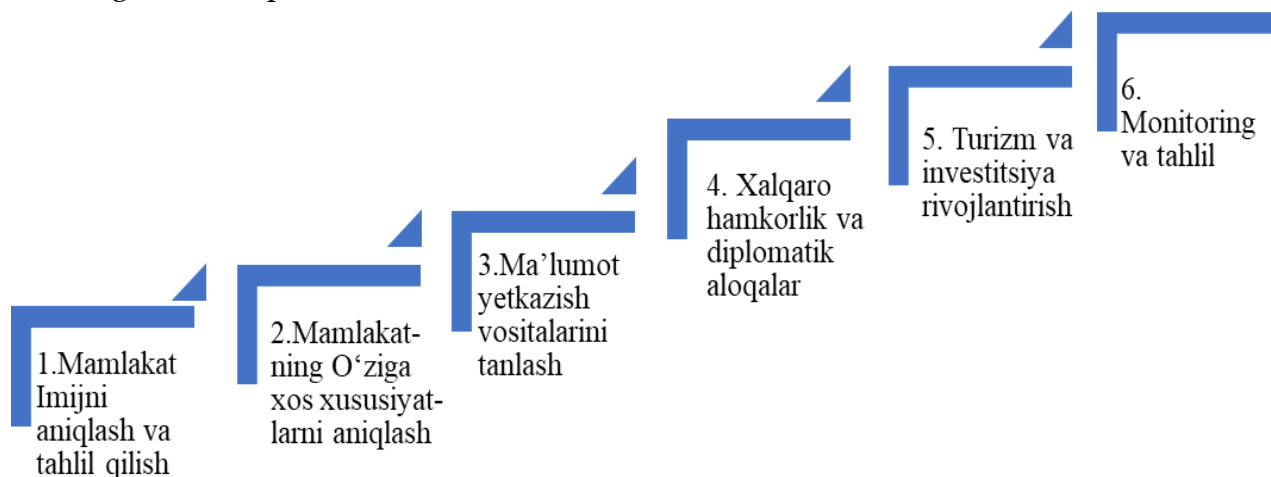 1.Mamlakat
Imijni
aniqlash va
tahlil qilish
2.Mamlakat-
ning O‘ziga
xos xususiyat-
larni aniqlash
3.Ma’lumot
yetkazish
vositalarini
tanlash
4. Xalqaro
hamkorlik va
diplomatik
aloqalar
5. Turizm va
investitsiya
rivojlantirish
6.
Monitoring
va tahlil